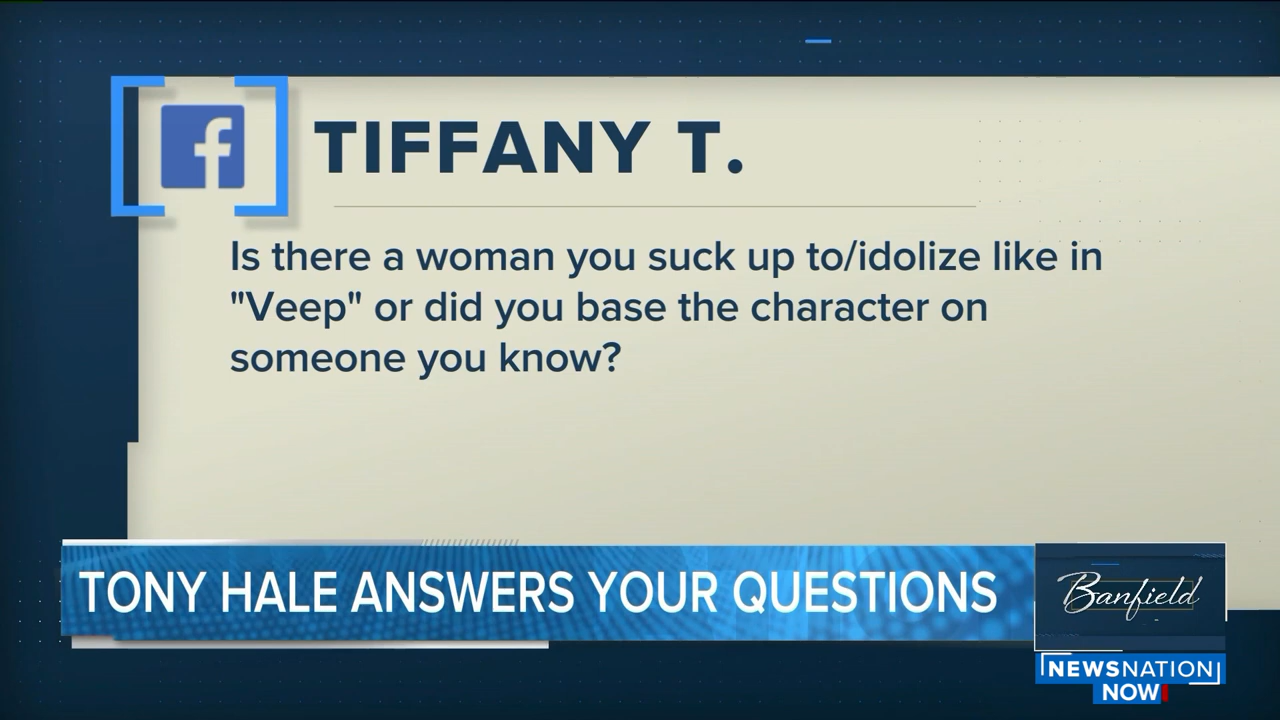 f
TIFFANY T.
Is there a woman you suck up to/idolize like in
"Veep" or did you base the character on
someone you know?
TONY HALE ANSWERS YOUR QUESTIONS
Banfield
NEWSNATION
NOW